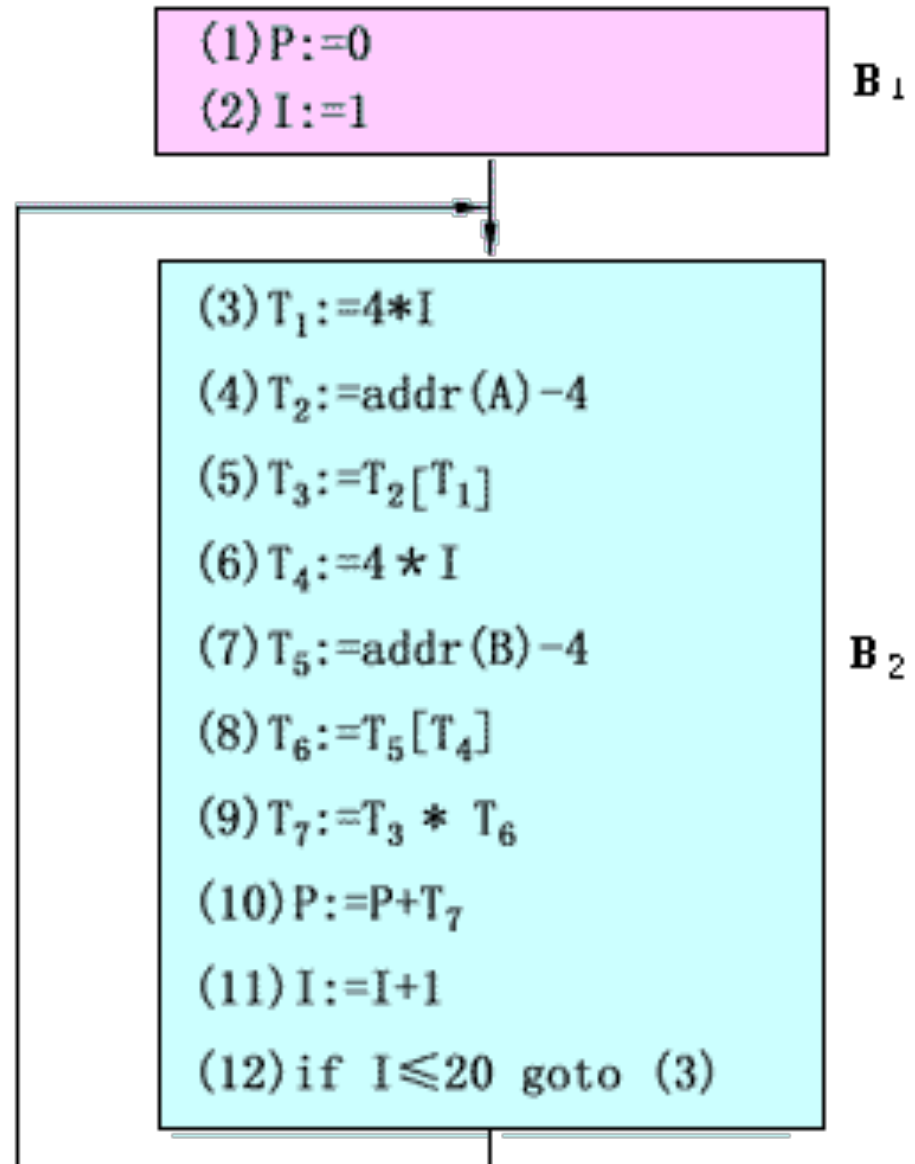 (1)P:=0
(2)I:=1
B₁
(3)T₁:=4*I
(4)T₂:=addr(A)-4
(5)T₃:=T₂[T₁]
(6)T₄:=4*I
(7)T₅:=addr(B)-4
(8)T₆:=T₅[T₄]
(9)T₇:=T₃ * T₆
(10)P:=P+T₇
(11)I:=I+1
(12)if I≤20 goto (3)
B₂